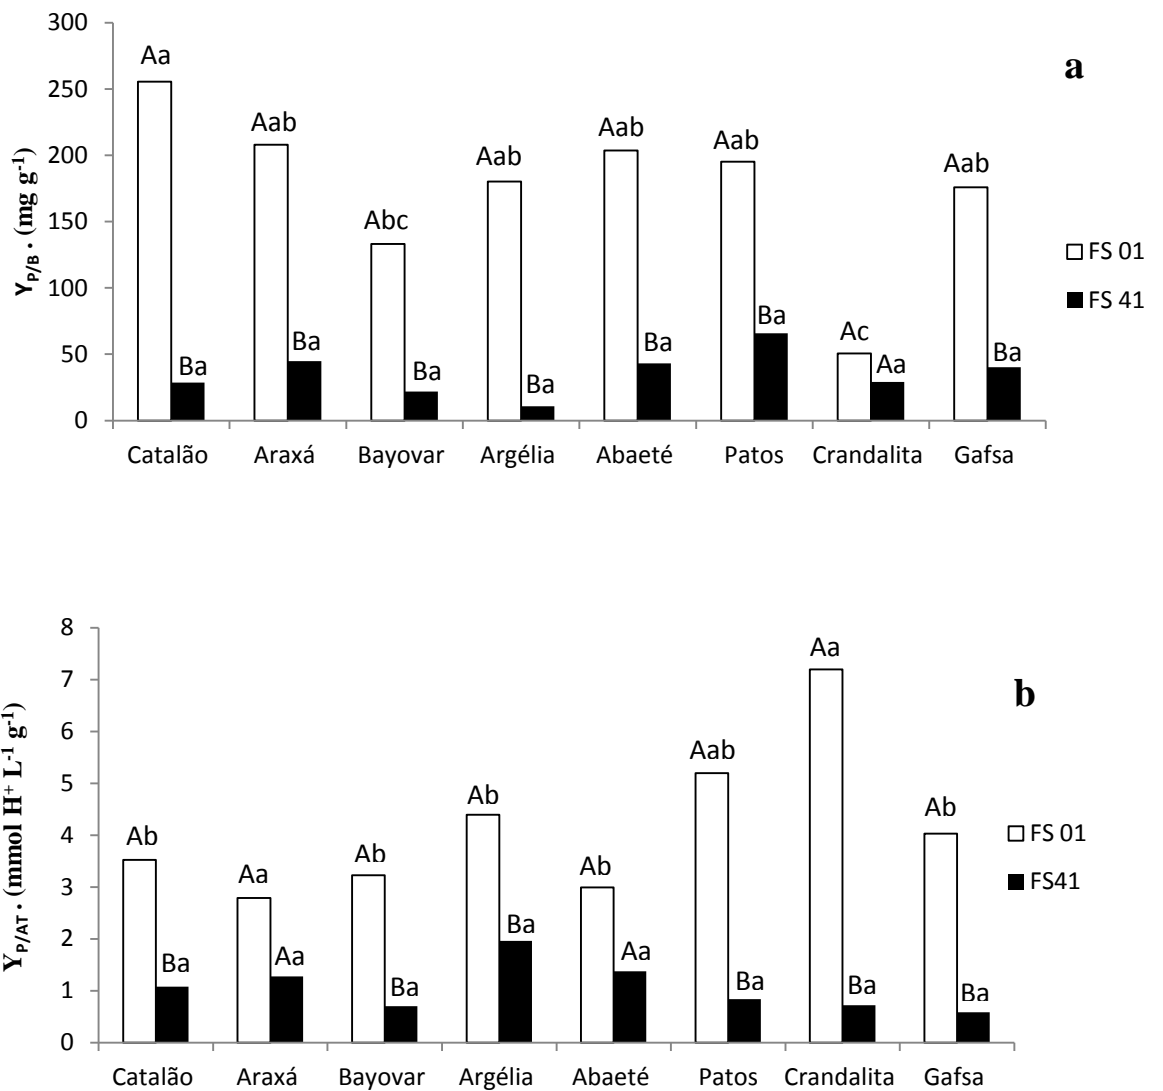 300
250
200
150
100
50
0
Y P/B . (mg g-1)
a
Aa
Aab
Abc
Aab
Aab
Aab
Ac
Aab
Ba
Ba
Ba
Ba
Ba
Ba
Aa
Ba
FS 01
FS 41
Catalão Araxá Bayovar Argélia Abaeté Patos Crandalita Gafsa
8
7
6
5
4
3
2
1
0
Y P/AT . (mmol H+ L-1 g-1)
b
Ab
Aa
Ab
Ab
Ab
Aab
Aa
Ab
Ba
Aa
Ba
Ba
Aa
Ba
Ba
Ba
FS 01
FS41
Catalão Araxá Bayovar Argélia Abaeté Patos Crandalita Gafsa